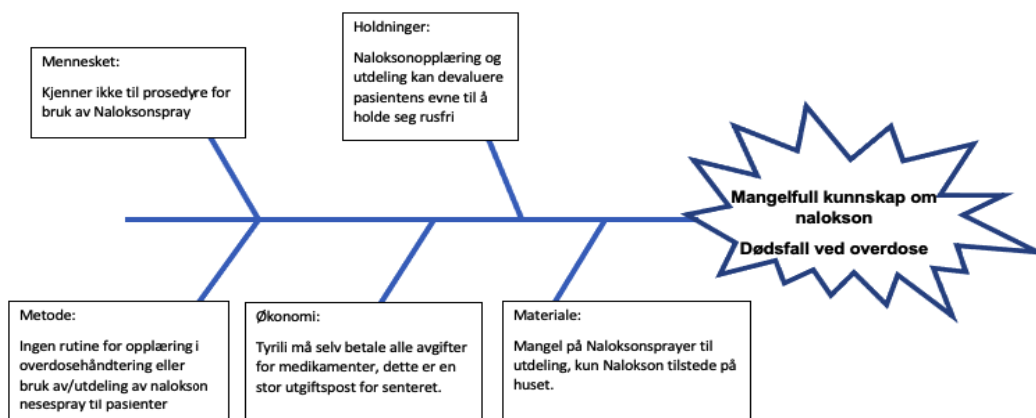 Mennesket:
Kjenner ikke til prosedyre for
bruk av Naloksonspray
Holdninger:
Naloksonopplæring og
utdeling kan devaluere
pasientens evne til å
holde seg rusfri
Mangelfull kunnskap om
nalokson
Dødsfall ved overdose
Metode:
Ingen rutine for opplæring i
overdosehåndtering eller
bruk av/utdeling av nalokson
nesespray til pasienter
Økonomi:
Tyrili må selv betale alle avgifter
for medikamenter, dette er en
stor utgiftspost for senteret.
Materiale:
Mangel på Naloksonsprayer til
utdeling, kun Nalokson tilstede på
huset.